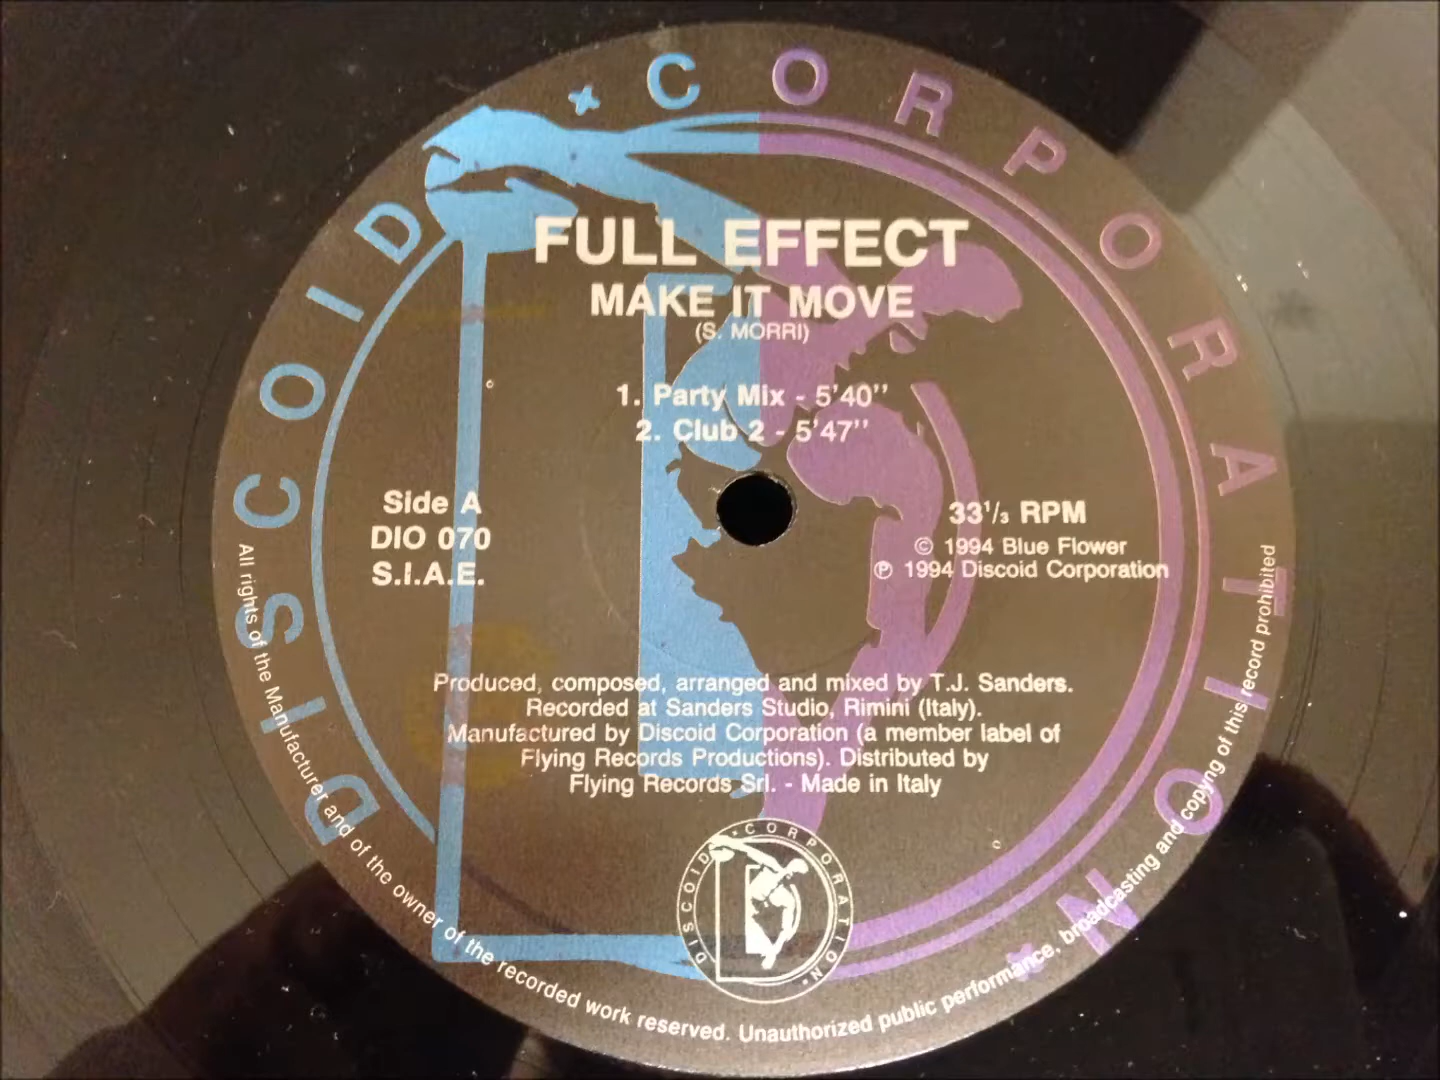 DISCOID × CORPORATION ×
FULL EFFECT
MAKE IT MOVE
(S. MORRI)
1. Party Mix - 5'40''
2. Club 2 - 5'47''
Side A
DIO 070
S.I.A.E.
33¹/₃ RPM
© 1994 Blue Flower
℗ 1994 Discoid Corporation
Produced, composed, arranged and mixed by T.J. Sanders.
Recorded at Sanders Studio, Rimini (Italy).
Manufactured by Discoid Corporation (a member label of
Flying Records Productions). Distributed by
Flying Records Srl. - Made in Italy
DISCOID × CORPORATION
All rights of the Manufacturer and of the owner of the recorded work reserved. Unauthorized public performance, broadcasting and copyng of this record prohibited